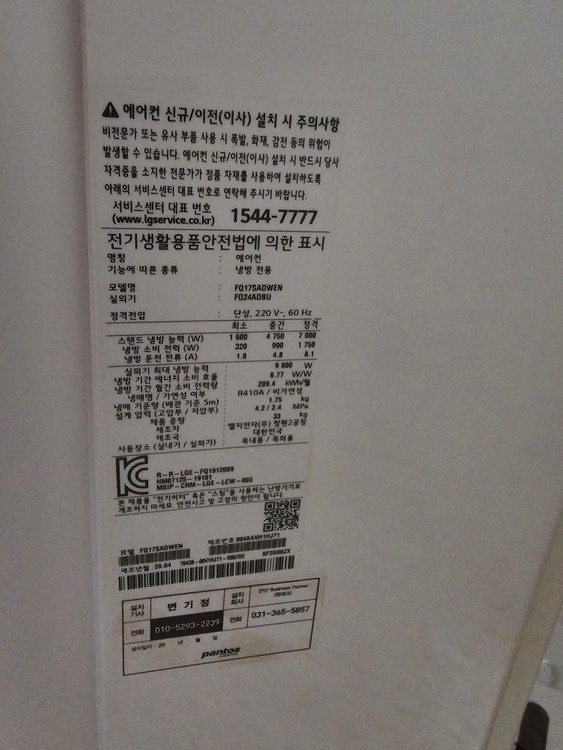 에어컨 신규/이전(이사) 설치 시 주의사항
비전문가 또는 유사 부품 사용 시 폭발, 화재, 감전 등의 위험이
발생할 수 있습니다. 에어컨 신규/이전(이사) 설치 시 반드시 당사
자격증을 소지한 전문가가 정품 자재를 사용하여 설치하도록
아래의 서비스센터 대표 번호로 연락해 주시기 바랍니다.
서비스센터 대표 번호
(www.lgservice.co.kr) 1544-7777
전기생활용품안전법에 의한 표시
명칭 : 에어컨
기능에 따른 종류 : 냉방 전용
모델명 : FQ17SADWEN
실외기 : FQ24ADBU
정격전압 : 단상, 220 V~, 60 Hz
최소 중간 정격
스탠드 냉방 능력 (W) 1 600 4 750 7 000
냉방 소비 전력 (W) 320 990 1 750
냉방 운전 전류 (A) 1.8 4.8 8.1
실외기 최대 냉방 능력 : 9 800 W
냉방 기간 에너지 소비 효율 : 6.77 W/W
냉방 기간 월간 소비 전력량 : 209.4 kWh/월
냉매명 / 가연성 여부 : R410A / 비가연성
냉매 기준량 (배관 기준 5m) : 1.75 kg
설계 압력 (고압부 / 저압부) : 4.2 / 2.4 MPa
제품 중량 : 33 kg
제조자 : 엘지전자(주) 창원2공장
제조국 : 대한민국
사용장소 (실내기 / 실외기) : 옥내용 / 옥외용
R-R-LGE-FQ1912009
HM07125-19101
MSIP-CRM-LGE-LCW-003
본 제품을 "전기히터" 혹은 "스팀"을 사용하는 난방기기로
개조하지 마세요. 안전사고 및 고장의 원인이 됩니다.
모델 FQ17SADWEN 제조번호 004KAVH1HJ71
제조년월 20.04
설치기사 변기정 설치회사 안산 Business Partner
전화 010-5293-2239 전화 031-365-5857
설치일자 : 20 년 월 일
pantos